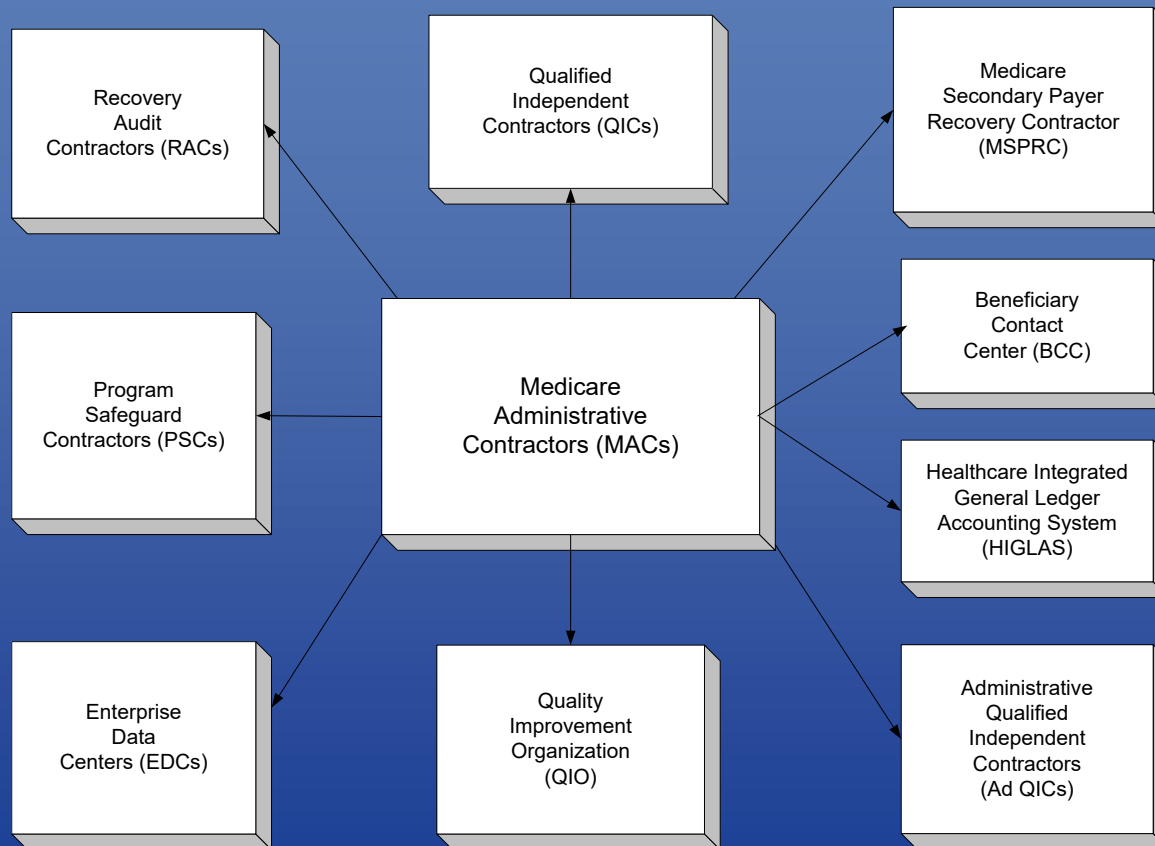 Recovery
Audit
Contractors (RACs)
Qualified
Independent
Contractors (QICs)
Medicare
Secondary Payer
Recovery Contractor
(MSPRC)
Program
Safeguard
Contractors (PSCs)
Medicare
Administrative
Contractors (MACs)
Beneficiary
Contact
Center (BCC)
Healthcare Integrated
General Ledger
Accounting System
(HIGLAS)
Enterprise
Data
Centers (EDCs)
Quality
Improvement
Organization
(QIO)
Administrative
Qualified
Independent
Contractors
(Ad QICs)